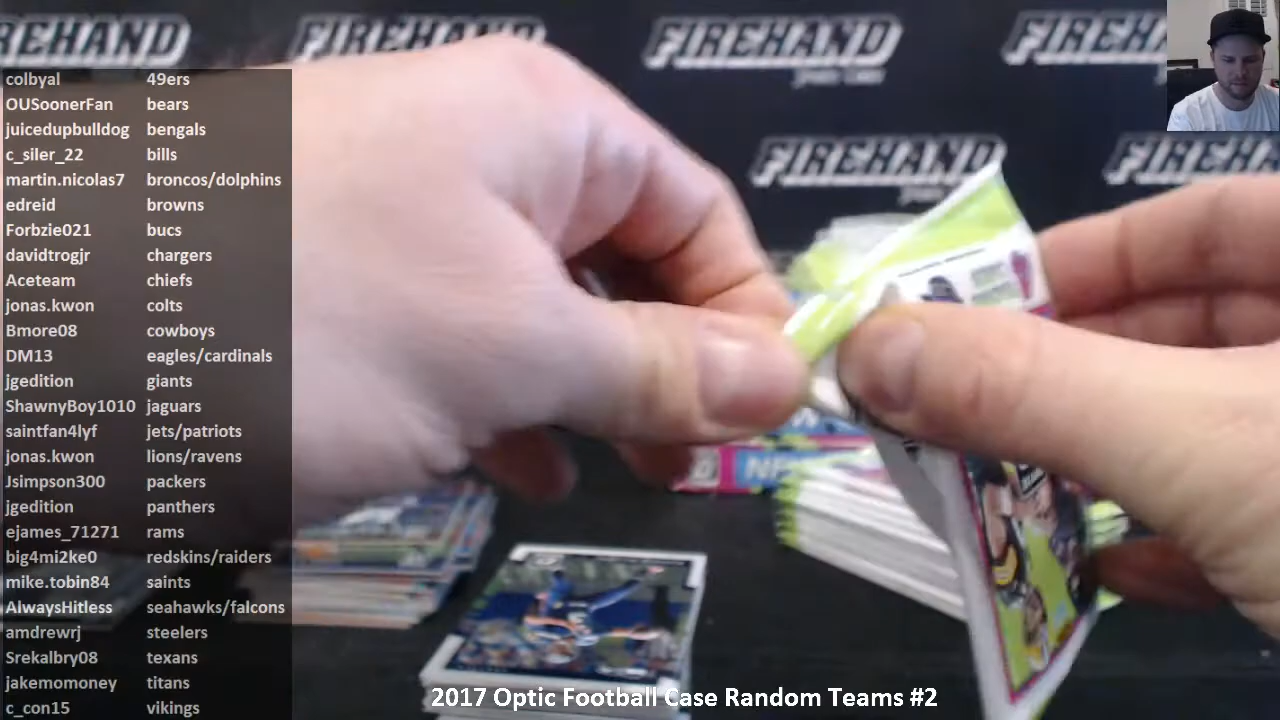 FIREHAND FIREHAND FIREHAND FIREHAND
FIREHAND FIREHAND
colbyal 49ers
OUSoonerFan bears
juicedupbulldog bengals
c_siler_22 bills
martin.nicolas7 broncos/dolphins
edreid browns
Forbzie021 bucs
davidtrogjr chargers
Aceteam chiefs
jonas.kwon colts
Bmore08 cowboys
DM13 eagles/cardinals
jgedition giants
ShawnyBoy1010 jaguars
saintfan4lyf jets/patriots
jonas.kwon lions/ravens
Jsimpson300 packers
jgedition panthers
ejames_71271 rams
big4mi2ke0 redskins/raiders
mike.tobin84 saints
AlwaysHitless seahawks/falcons
amdrewrj steelers
Srekalbry08 texans
jakemomoney titans
c_con15 vikings
2017 Optic Football Case Random Teams #2